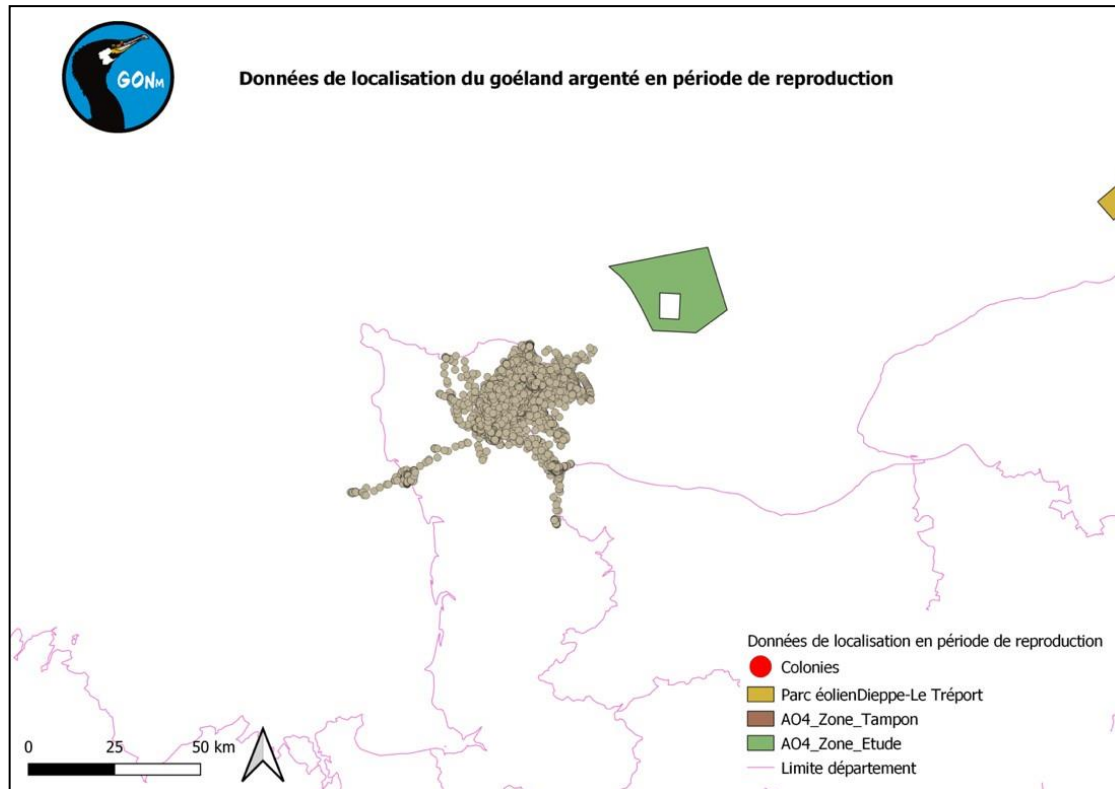 GONm
Données de localisation du goéland argenté en période de reproduction
Données de localisation en période de reproduction
Colonies
Parc éolienDieppe-Le Tréport
AO4_Zone_Tampon
AO4_Zone_Etude
Limite département
0 25 50 km